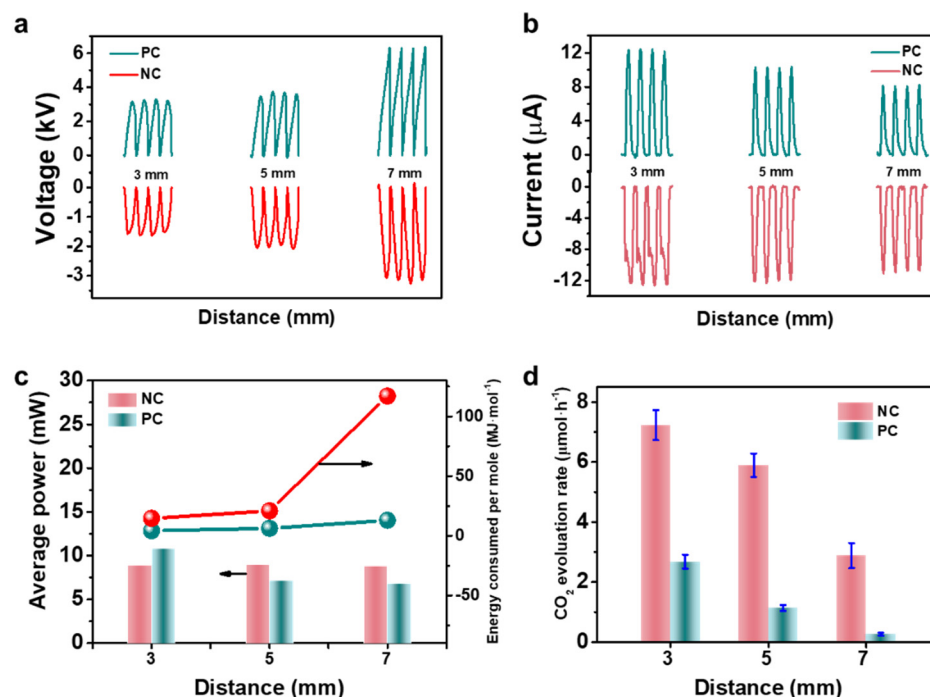 a
PC
NC
Voltage (kV)
6
4
2
0
0
-1
-2
-3
3 mm
5 mm
7 mm
Distance (mm)
b
PC
NC
Current (μA)
12
8
4
0
0
-4
-8
-12
3 mm
5 mm
7 mm
Distance (mm)
c
NC
PC
Average power (mW)
30
25
20
15
10
5
0
3
5
7
Distance (mm)
100
50
0
-50
Energy consumed per mole (MJ·mol⁻¹)
d
NC
PC
CO₂ evoluation rate (μmol·h⁻¹)
8
6
4
2
0
3
5
7
Distance (mm)